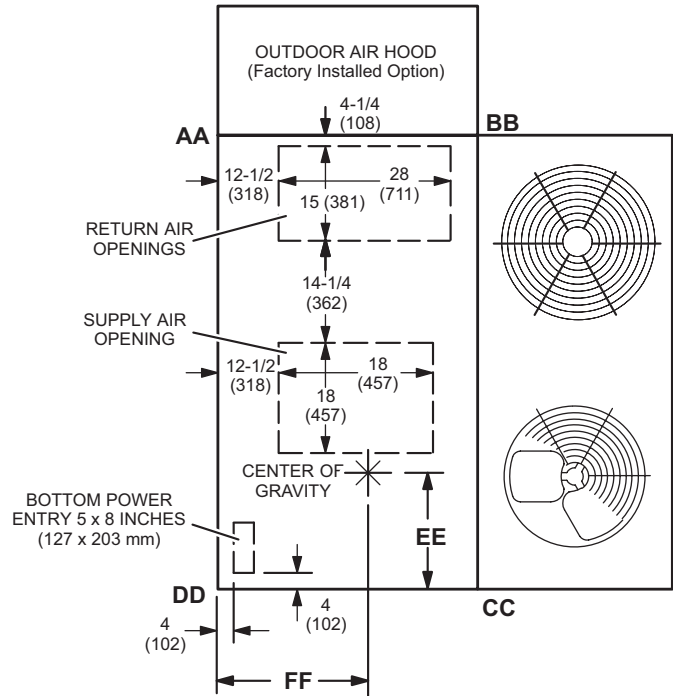 OUTDOOR AIR HOOD
(Factory Installed Option)
4-1/4
(108)
AA
BB
12-1/2
(318)
28
(711)
15 (381)
RETURN AIR
OPENINGS
14-1/4
(362)
SUPPLY AIR
OPENING
12-1/2
(318)
18
(457)
18
(457)
CENTER OF
GRAVITY
BOTTOM POWER
ENTRY 5 x 8 INCHES
(127 x 203 mm)
EE
DD
CC
4
(102)
4
(102)
FF